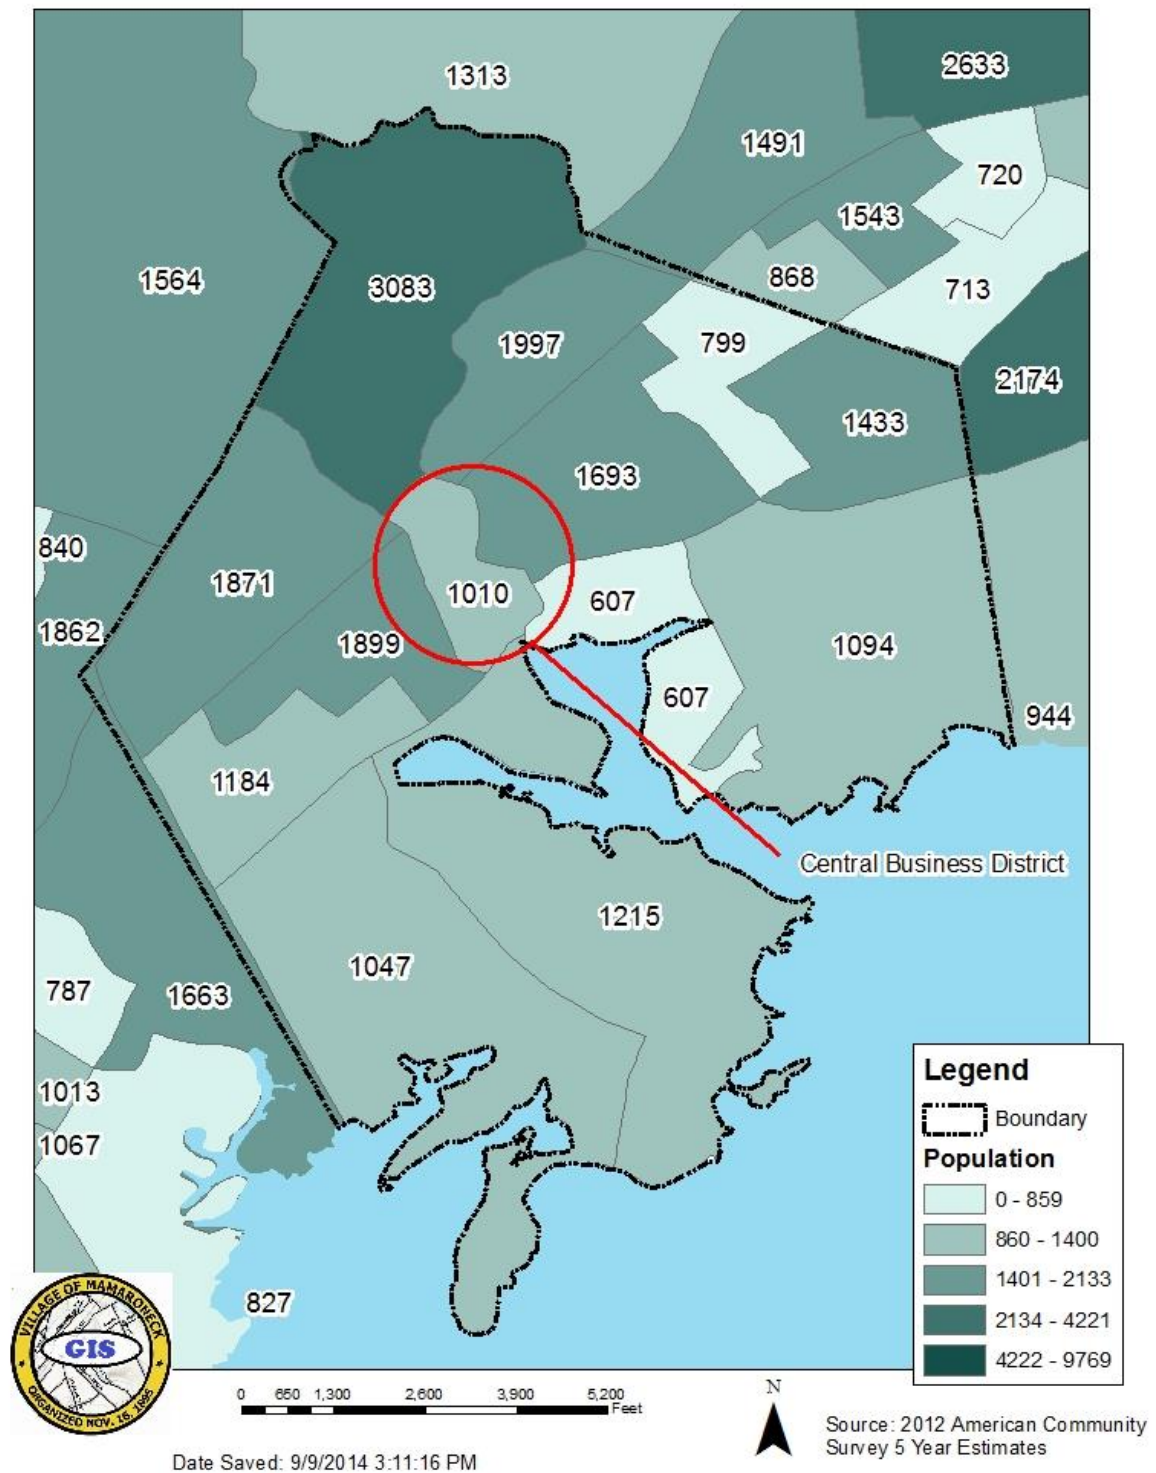 1313
2633
1491
720
1543
868
1564
3083
713
1997
799
2174
1433
1693
840
1871
1010
607
1862
1899
1094
607
944
1184
Central Business District
1215
1047
787
1663
1013
1067
827
Legend
Boundary
Population
0 - 859
860 - 1400
1401 - 2133
2134 - 4221
4222 - 9769
VILLAGE OF MAMARONECK
GIS
ORGANIZED NOV. 16, 1895
0 650 1,300 2,600 3,900 5,200
Feet
N
Source: 2012 American Community
Survey 5 Year Estimates
Date Saved: 9/9/2014 3:11:16 PM